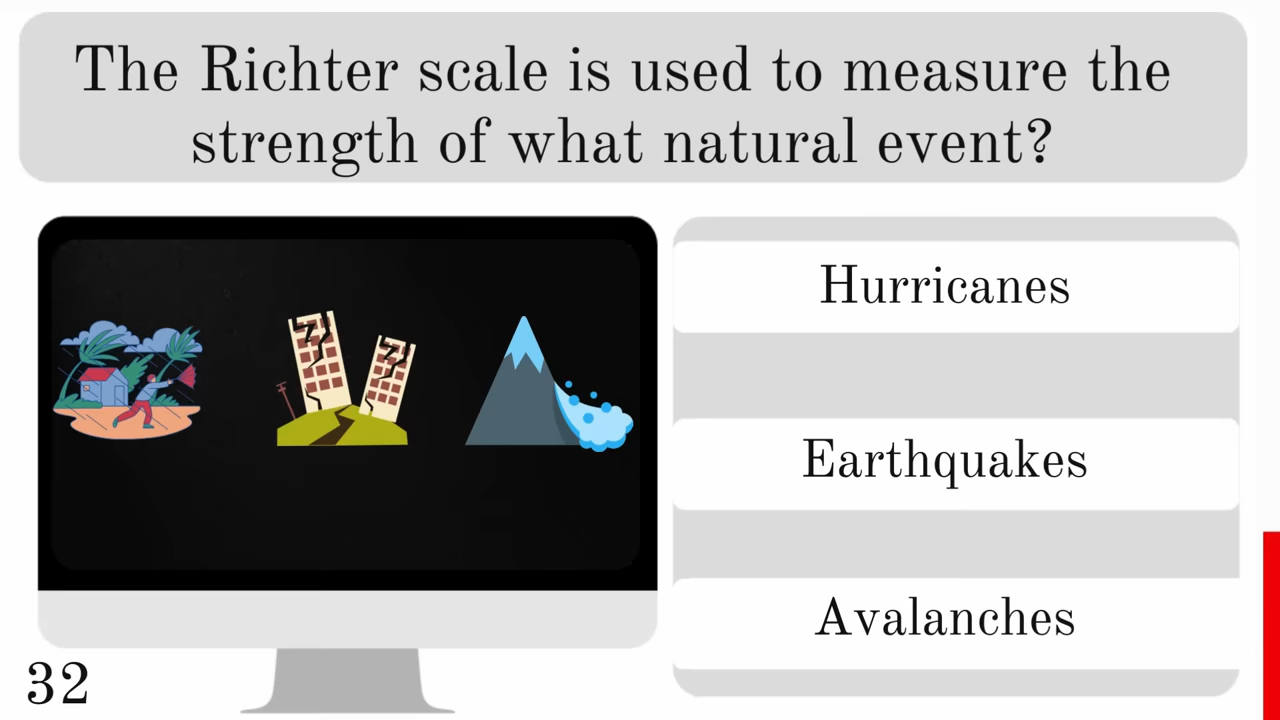 The Richter scale is used to measure the
strength of what natural event?
Hurricanes
Earthquakes
Avalanches
32